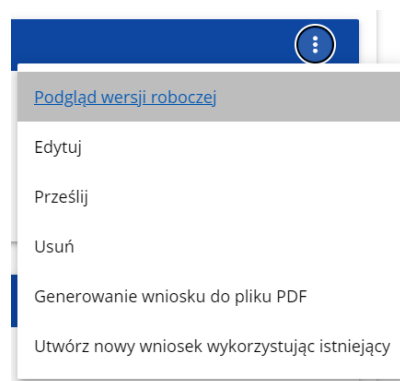 Podgląd wersji roboczej
Edytuj
Prześlij
Usuń
Generowanie wniosku do pliku PDF
Utwórz nowy wniosek wykorzystując istniejący